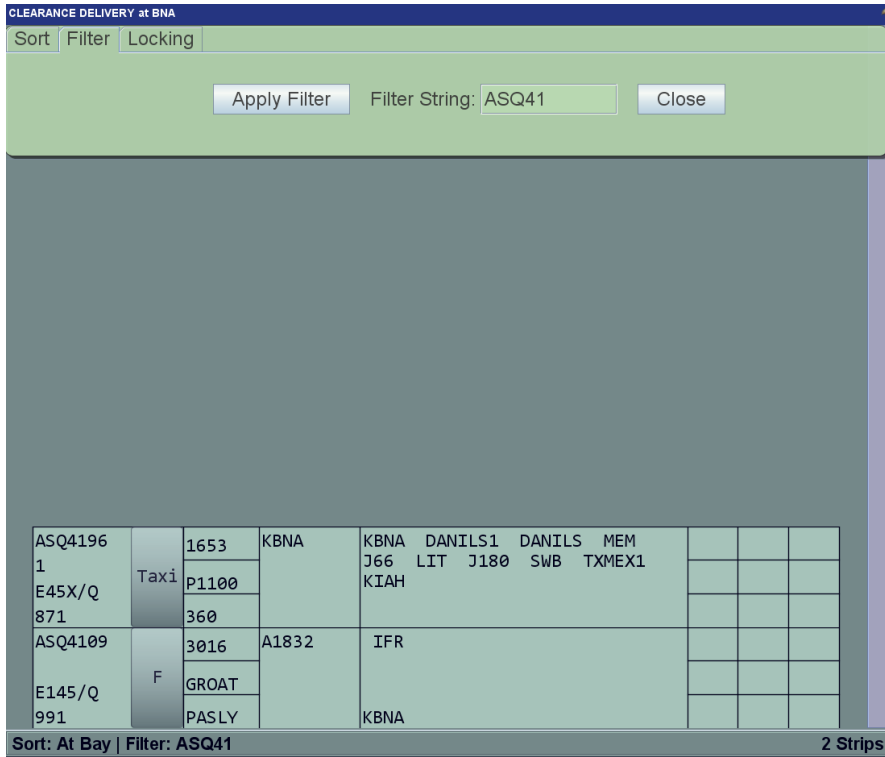 CLEARANCE DELIVERY at BNA
Sort Filter Locking
Apply Filter Filter String: ASQ41 Close
ASQ4196
1
E45X/Q
871
Taxi
1653
P1100
360
KBNA
KBNA DANILS1 DANILS MEM
J66 LIT J180 SWB TXMEX1
KIAH
ASQ4109
E145/Q
991
F
3016
GROAT
PASLY
A1832
IFR
KBNA
Sort: At Bay | Filter: ASQ41 2 Strips